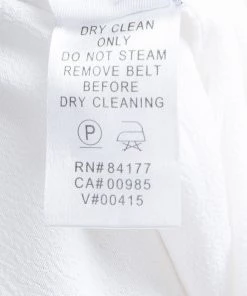 DRY CLEAN
ONLY
DO NOT STEAM
REMOVE BELT
BEFORE
DRY CLEANING
P
RN# 84177
CA# 00985
V# 00415